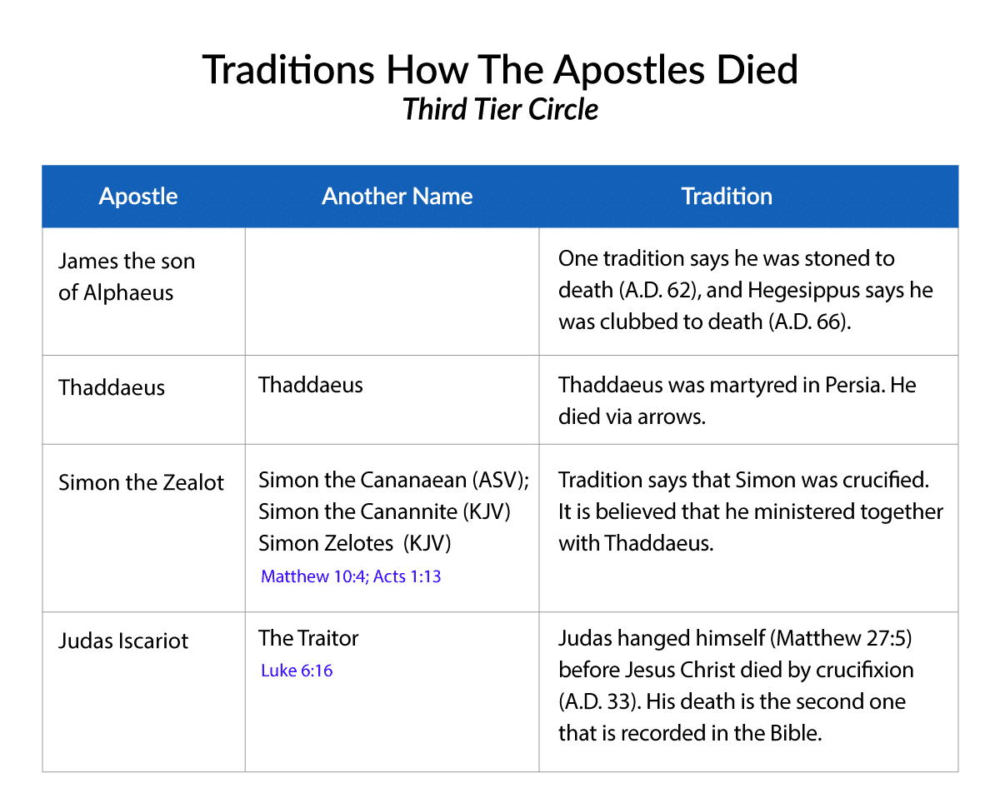 Traditions How The Apostles Died
Third Tier Circle
Apostle Another Name Tradition
James the son
of Alphaeus
One tradition says he was stoned to
death (A.D. 62), and Hegesippus says he
was clubbed to death (A.D. 66).
Thaddaeus
Thaddaeus
Thaddaeus was martyred in Persia. He
died via arrows.
Simon the Zealot
Simon the Cananaean (ASV);
Simon the Canannite (KJV)
Simon Zelotes (KJV)
Matthew 10:4; Acts 1:13
Tradition says that Simon was crucified.
It is believed that he ministered together
with Thaddaeus.
Judas Iscariot
The Traitor
Luke 6:16
Judas hanged himself (Matthew 27:5)
before Jesus Christ died by crucifixion
(A.D. 33). His death is the second one
that is recorded in the Bible.